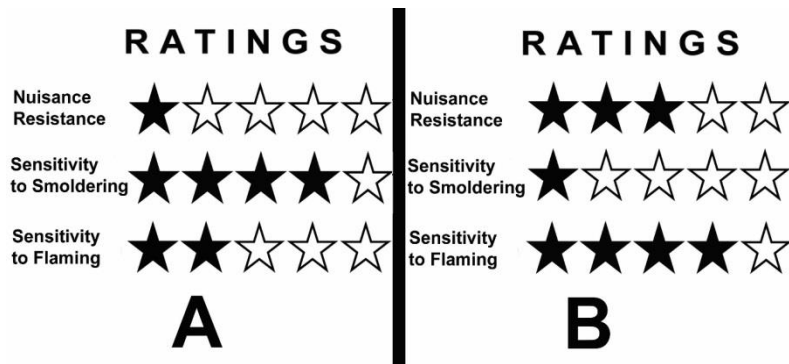 RATINGS
Nuisance
Resistance
Sensitivity
to Smoldering
Sensitivity
to Flaming
A
RATINGS
Nuisance
Resistance
Sensitivity
to Smoldering
Sensitivity
to Flaming
B